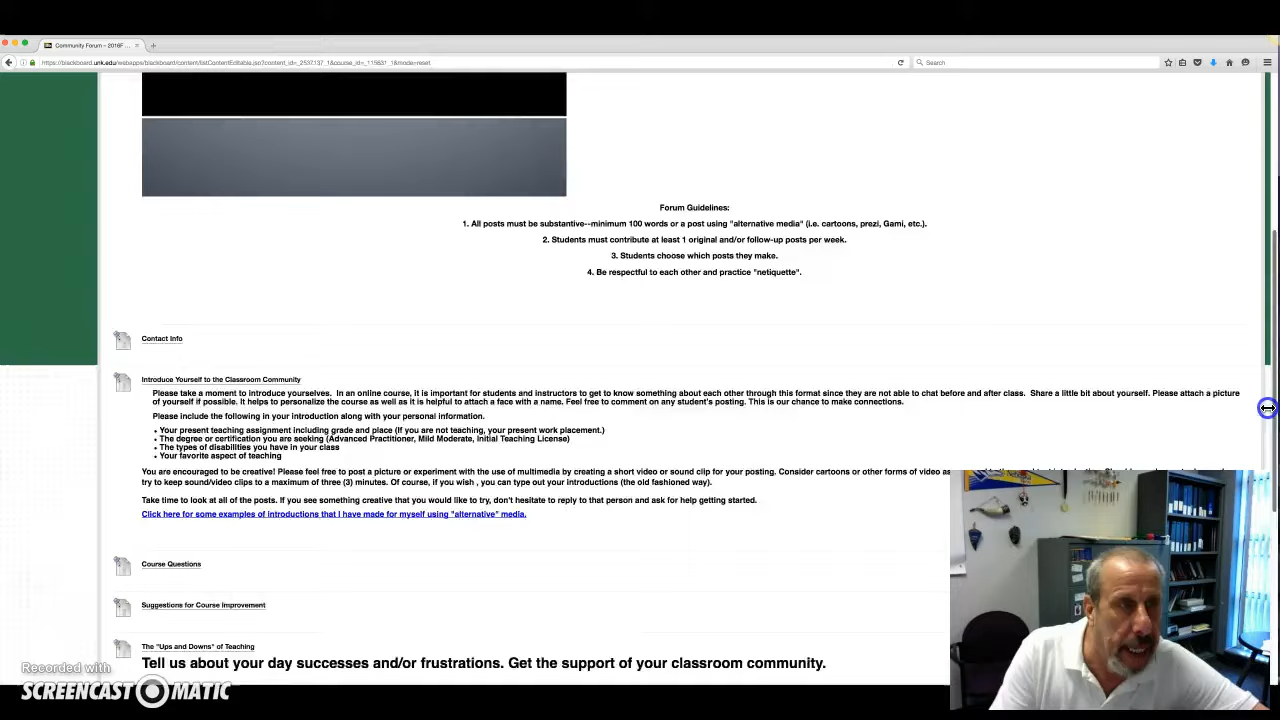 Community Forum – 2016F ...
https://blackboard.unk.edu/webapps/blackboard/content/listContentEditable.jsp?content_id=_2537137_1&course_id=_115631_1&mode=reset
Search
Forum Guidelines:
1. All posts must be substantive--minimum 100 words or a post using "alternative media" (i.e. cartoons, prezi, Gami, etc.).
2. Students must contribute at least 1 original and/or follow-up posts per week.
3. Students choose which posts they make.
4. Be respectful to each other and practice "netiquette".
Contact Info
Introduce Yourself to the Classroom Community
Please take a moment to introduce yourselves. In an online course, it is important for students and instructors to get to know something about each other through this format since they are not able to chat before and after class. Share a little bit about yourself. Please attach a picture
of yourself if possible. It helps to personalize the course as well as it is helpful to attach a face with a name. Feel free to comment on any student's posting. This is our chance to make connections.
Please include the following in your introduction along with your personal information.
• Your present teaching assignment including grade and place (If you are not teaching, your present work placement.)
• The degree or certification you are seeking (Advanced Practitioner, Mild Moderate, Initial Teaching License)
• The types of disabilities you have in your class
• Your favorite aspect of teaching
You are encouraged to be creative! Please feel free to post a picture or experiment with the use of multimedia by creating a short video or sound clip for your posting. Consider cartoons or other forms of video as
try to keep sound/video clips to a maximum of three (3) minutes. Of course, if you wish , you can type out your introductions (the old fashioned way).
Take time to look at all of the posts. If you see something creative that you would like to try, don't hesitate to reply to that person and ask for help getting started.
Click here for some examples of introductions that I have made for myself using "alternative" media.
Course Questions
Suggestions for Course Improvement
The "Ups and Downs" of Teaching
Tell us about your day successes and/or frustrations. Get the support of your classroom community.
Recorded with
SCREENCAST MATIC